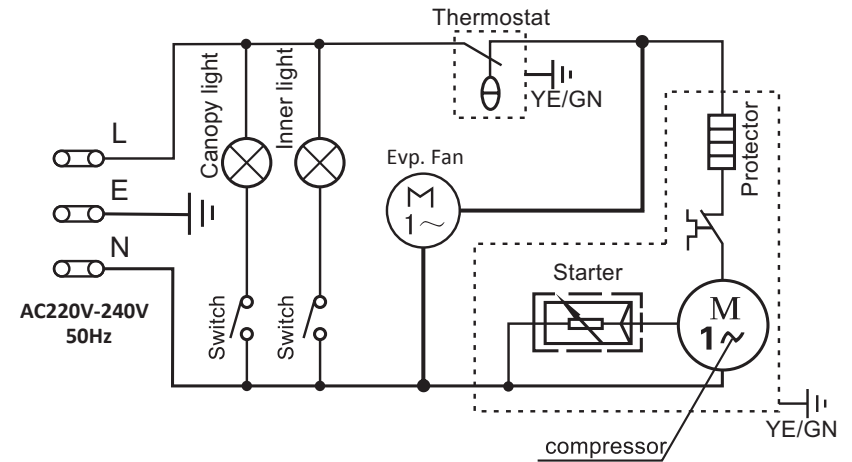 Thermostat
L
Canopy light
Inner light
YE/GN
Protector
E
Evp. Fan
M
1~
N
Starter
AC220V-240V
50Hz
Switch
Switch
M
1~
YE/GN
compressor